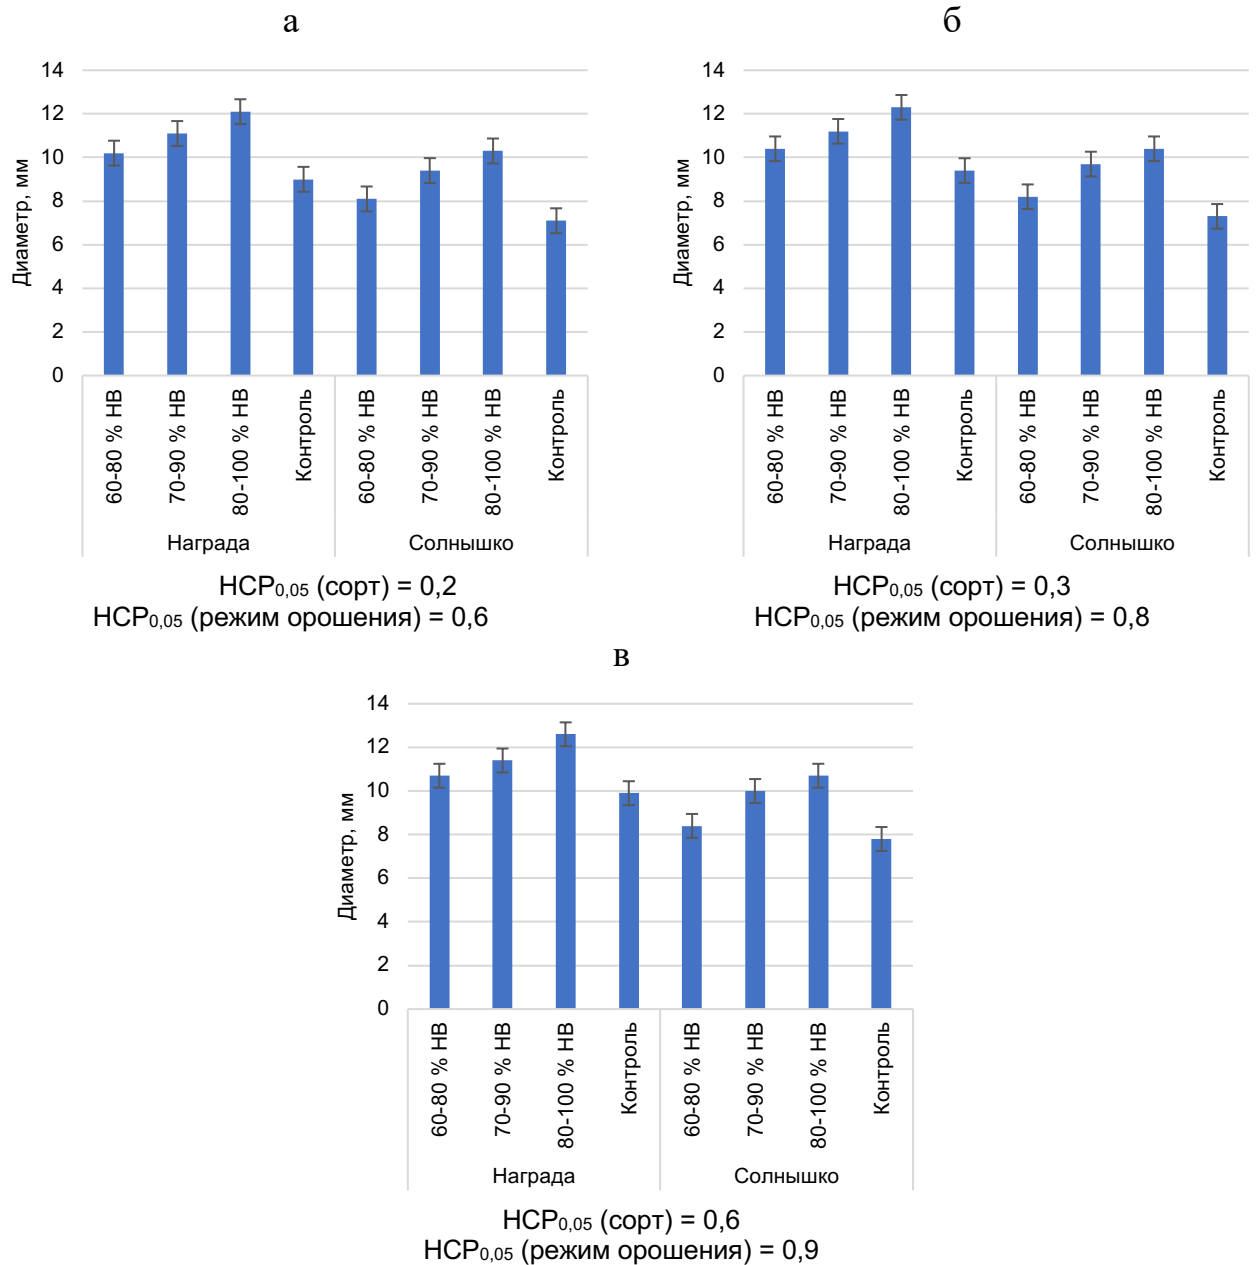 а
Диаметр, мм
14
12
10
8
6
4
2
0
60-80 % НВ
70-90 % НВ
80-100 % НВ
Контроль
60-80 % НВ
70-90 % НВ
80-100 % НВ
Контроль
Награда
Солнышко
НСР0,05 (сорт) = 0,2
НСР0,05 (режим орошения) = 0,6
б
Диаметр, мм
14
12
10
8
6
4
2
0
60-80 % НВ
70-90 % НВ
80-100 % НВ
Контроль
60-80 % НВ
70-90 % НВ
80-100 % НВ
Контроль
Награда
Солнышко
НСР0,05 (сорт) = 0,3
НСР0,05 (режим орошения) = 0,8
в
Диаметр, мм
14
12
10
8
6
4
2
0
60-80 % НВ
70-90 % НВ
80-100 % НВ
Контроль
60-80 % НВ
70-90 % НВ
80-100 % НВ
Контроль
Награда
Солнышко
НСР0,05 (сорт) = 0,6
НСР0,05 (режим орошения) = 0,9